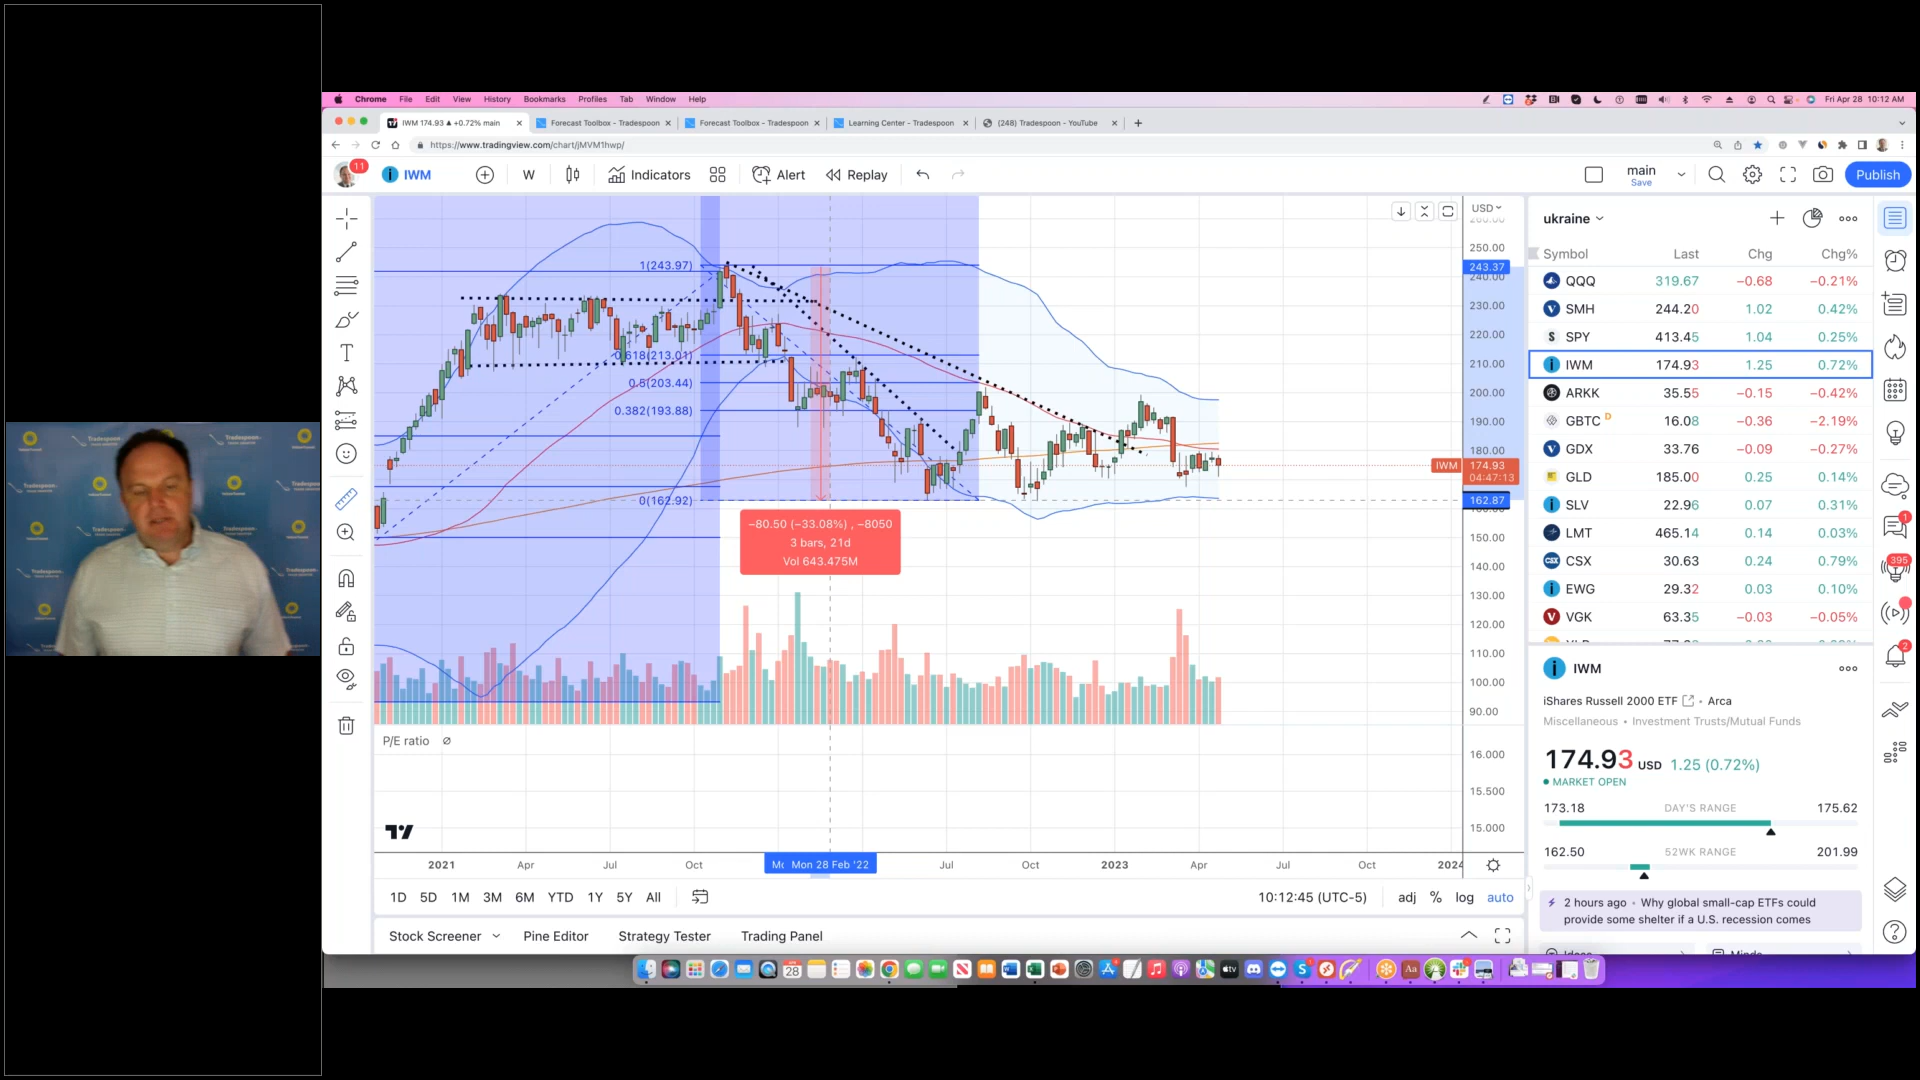 Chrome File Edit View History Bookmarks Profiles Tab Window Help
Fri Apr 28 10:12 AM
IWM 174.93 ▲ +0.72% main
Forecast Toolbox - Tradespoon
Forecast Toolbox - Tradespoon
Learning Center - Tradespoon
(248) Tradespoon - YouTube
https://www.tradingview.com/chart/jMVM1hwp/
11
IWM
W
Indicators
Alert
Replay
main
Save
Publish
USD
250.00
243.37
240.00
230.00
220.00
210.00
200.00
190.00
180.00
IWM 174.93
04:47:13
162.87
150.00
140.00
130.00
120.00
110.00
100.00
90.00
16.000
15.500
15.000
1(243.97)
0.618(213.01)
0.5(203.44)
0.382(193.88)
0(162.92)
−80.50 (−33.08%) , −8050
3 bars, 21d
Vol 643.475M
P/E ratio ∅
2021 Apr Jul Oct Mon 28 Feb '22 Jul Oct 2023 Apr Jul Oct 2024
1D 5D 1M 3M 6M YTD 1Y 5Y All
10:12:45 (UTC-5) adj % log auto
Stock Screener Pine Editor Strategy Tester Trading Panel
ukraine
Symbol Last Chg Chg%
QQQ 319.67 −0.68 −0.21%
SMH 244.20 1.02 0.42%
SPY 413.45 1.04 0.25%
IWM 174.93 1.25 0.72%
ARKK 35.55 −0.15 −0.42%
GBTC D 16.08 −0.36 −2.19%
GDX 33.76 −0.09 −0.27%
GLD 185.00 0.25 0.14%
SLV 22.96 0.07 0.31%
LMT 465.14 0.14 0.03%
CSX 30.63 0.24 0.79%
EWG 29.32 0.03 0.10%
VGK 63.35 −0.03 −0.05%
IWM
iShares Russell 2000 ETF • Arca
Miscellaneous • Investment Trusts/Mutual Funds
174.93 USD 1.25 (0.72%)
MARKET OPEN
173.18 DAY'S RANGE 175.62
162.50 52WK RANGE 201.99
2 hours ago • Why global small-cap ETFs could
provide some shelter if a U.S. recession comes
1
395
2
28
Tradespoon